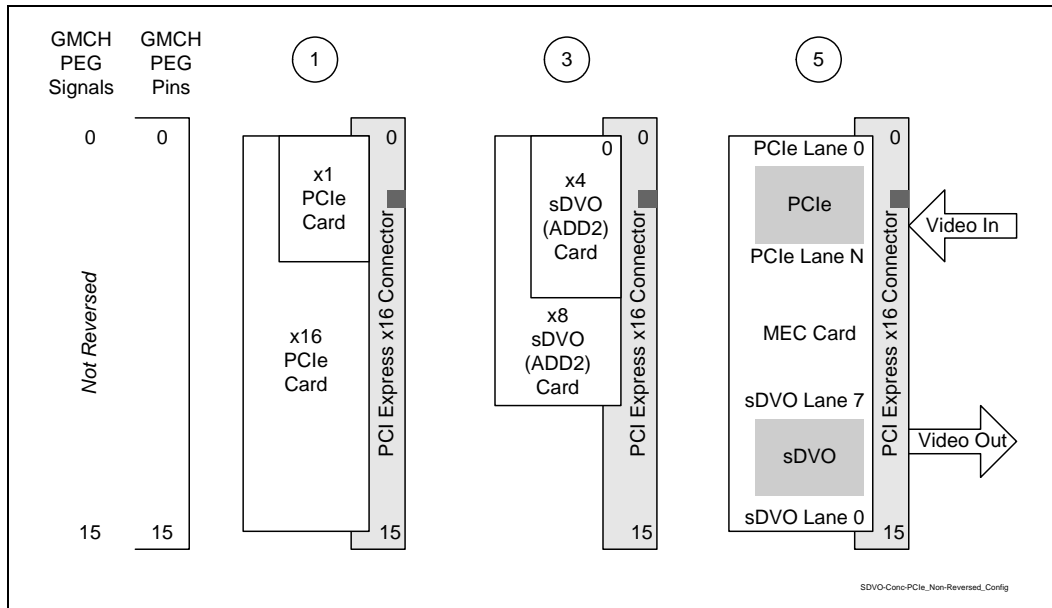 GMCH
PEG
Signals
GMCH
PEG
Pins
1
3
5
0
0
15
15
Not Reversed
x1
PCIe
Card
x16
PCIe
Card
0
PCI Express x16 Connector
15
0
0
x4
sDVO
(ADD2)
Card
x8
sDVO
(ADD2)
Card
PCI Express x16 Connector
15
PCIe Lane 0
0
PCIe
PCIe Lane N
MEC Card
sDVO Lane 7
sDVO
sDVO Lane 0
PCI Express x16 Connector
15
Video In
Video Out
SDVO-Conc-PCIe_Non-Reversed_Config